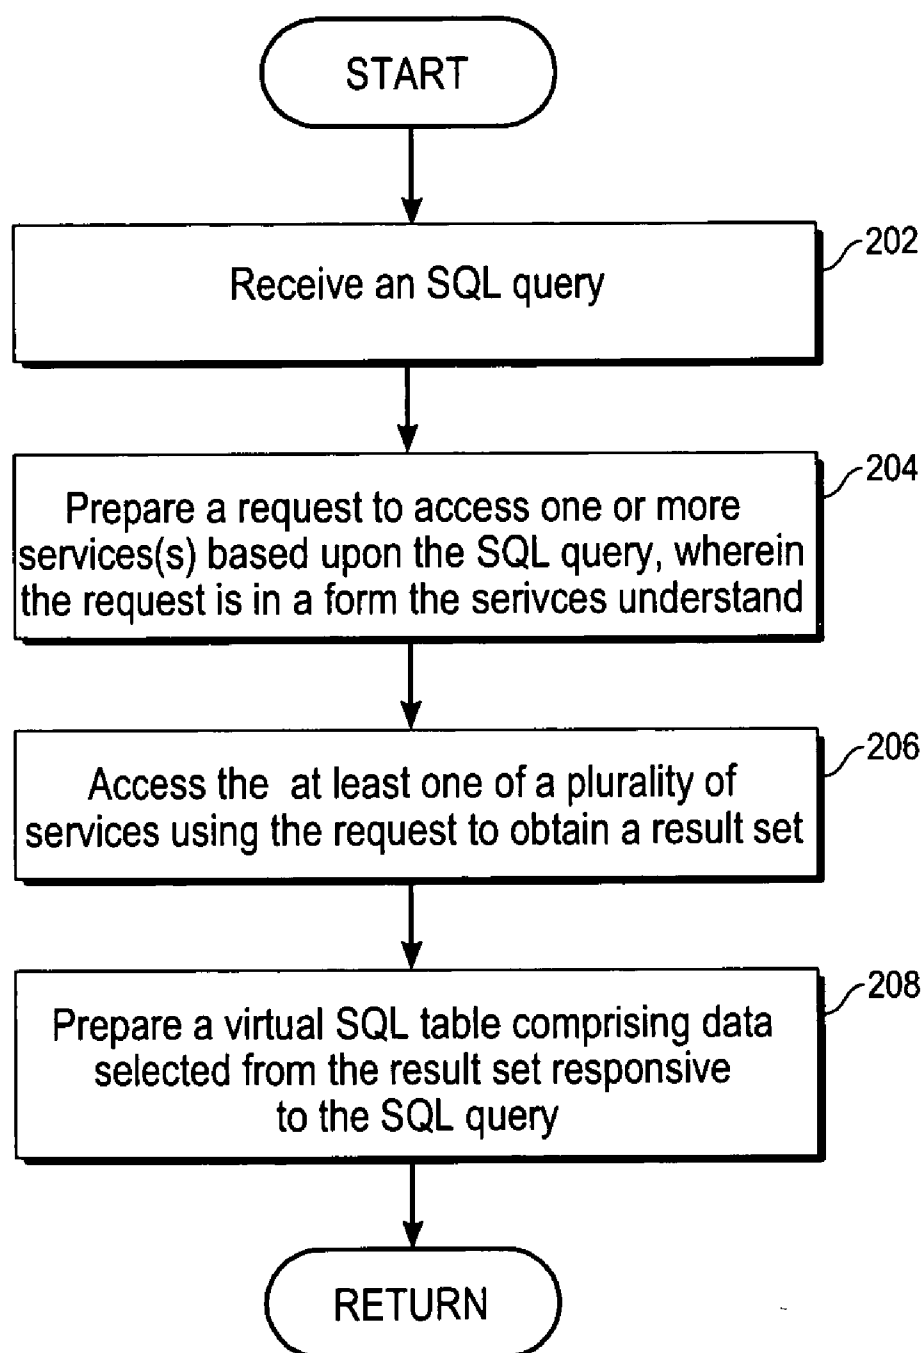 START
202
Receive an SQL query
204
Prepare a request to access one or more
services(s) based upon the SQL query, wherein
the request is in a form the serivces understand
206
Access the at least one of a plurality of
services using the request to obtain a result set
208
Prepare a virtual SQL table comprising data
selected from the result set responsive
to the SQL query
RETURN